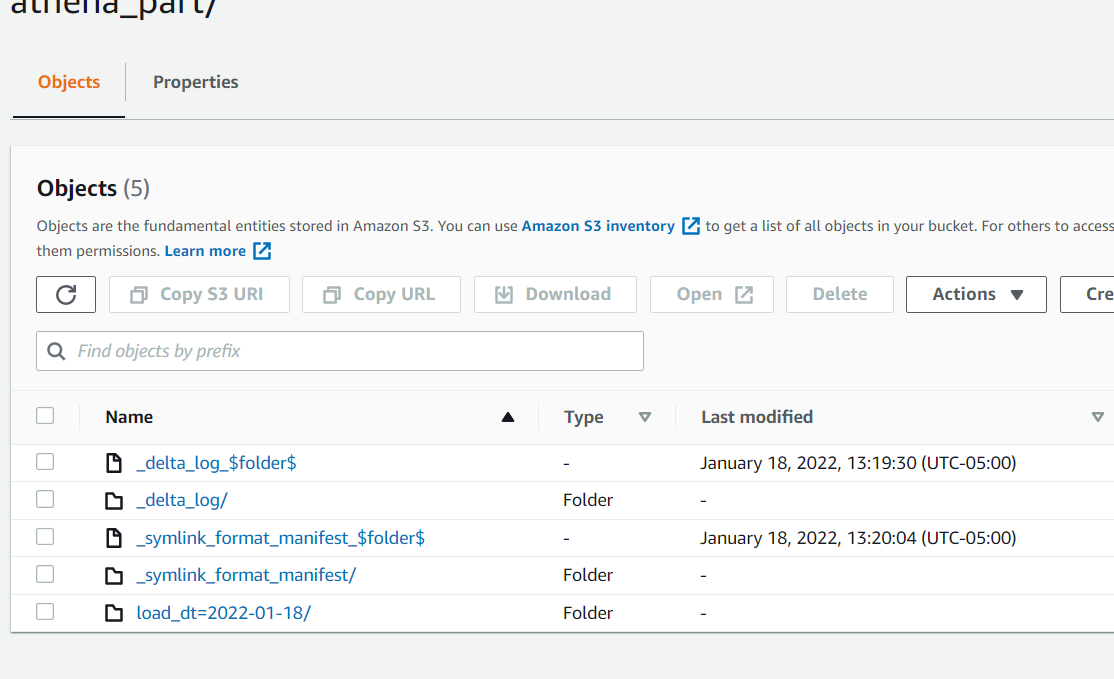 athena_part/
Objects Properties
Objects (5)
Objects are the fundamental entities stored in Amazon S3. You can use Amazon S3 inventory to get a list of all objects in your bucket. For others to access
them permissions. Learn more
Copy S3 URI Copy URL Download Open Delete Actions Cre
Find objects by prefix
Name Type Last modified
_delta_log_$folder$ - January 18, 2022, 13:19:30 (UTC-05:00)
_delta_log/ Folder -
_symlink_format_manifest_$folder$ - January 18, 2022, 13:20:04 (UTC-05:00)
_symlink_format_manifest/ Folder -
load_dt=2022-01-18/ Folder -